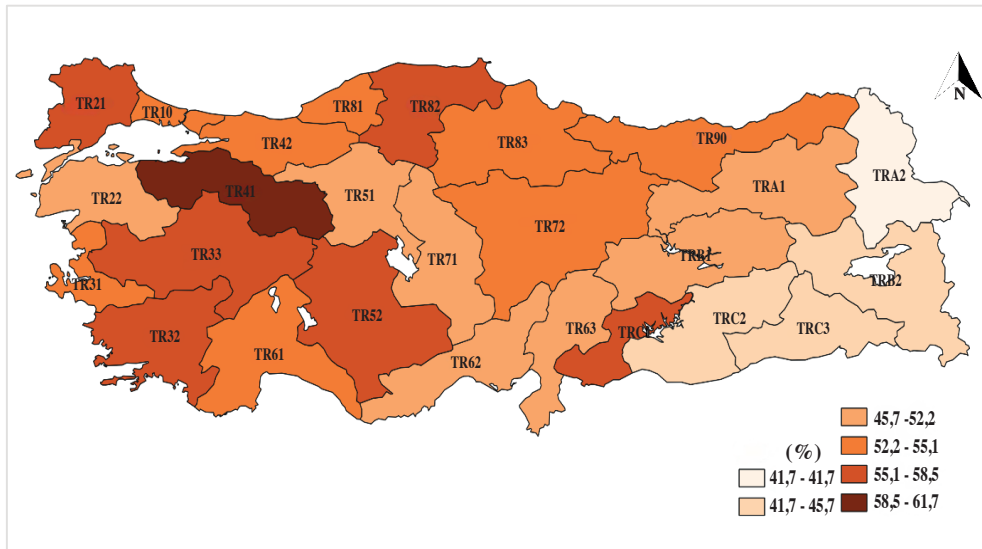 N
TR21
TR10
TR81
TR82
TR42
TR83
TR90
TRA2
TRA1
TR22
TR41
TR51
TR72
TR33
TR71
TRB1
TRB2
TR31
TR32
TR52
TR63
TRC1
TRC2
TRC3
TR61
TR62
(%)
41,7 - 41,7
41,7 - 45,7
45,7 -52,2
52,2 - 55,1
55,1 - 58,5
58,5 - 61,7